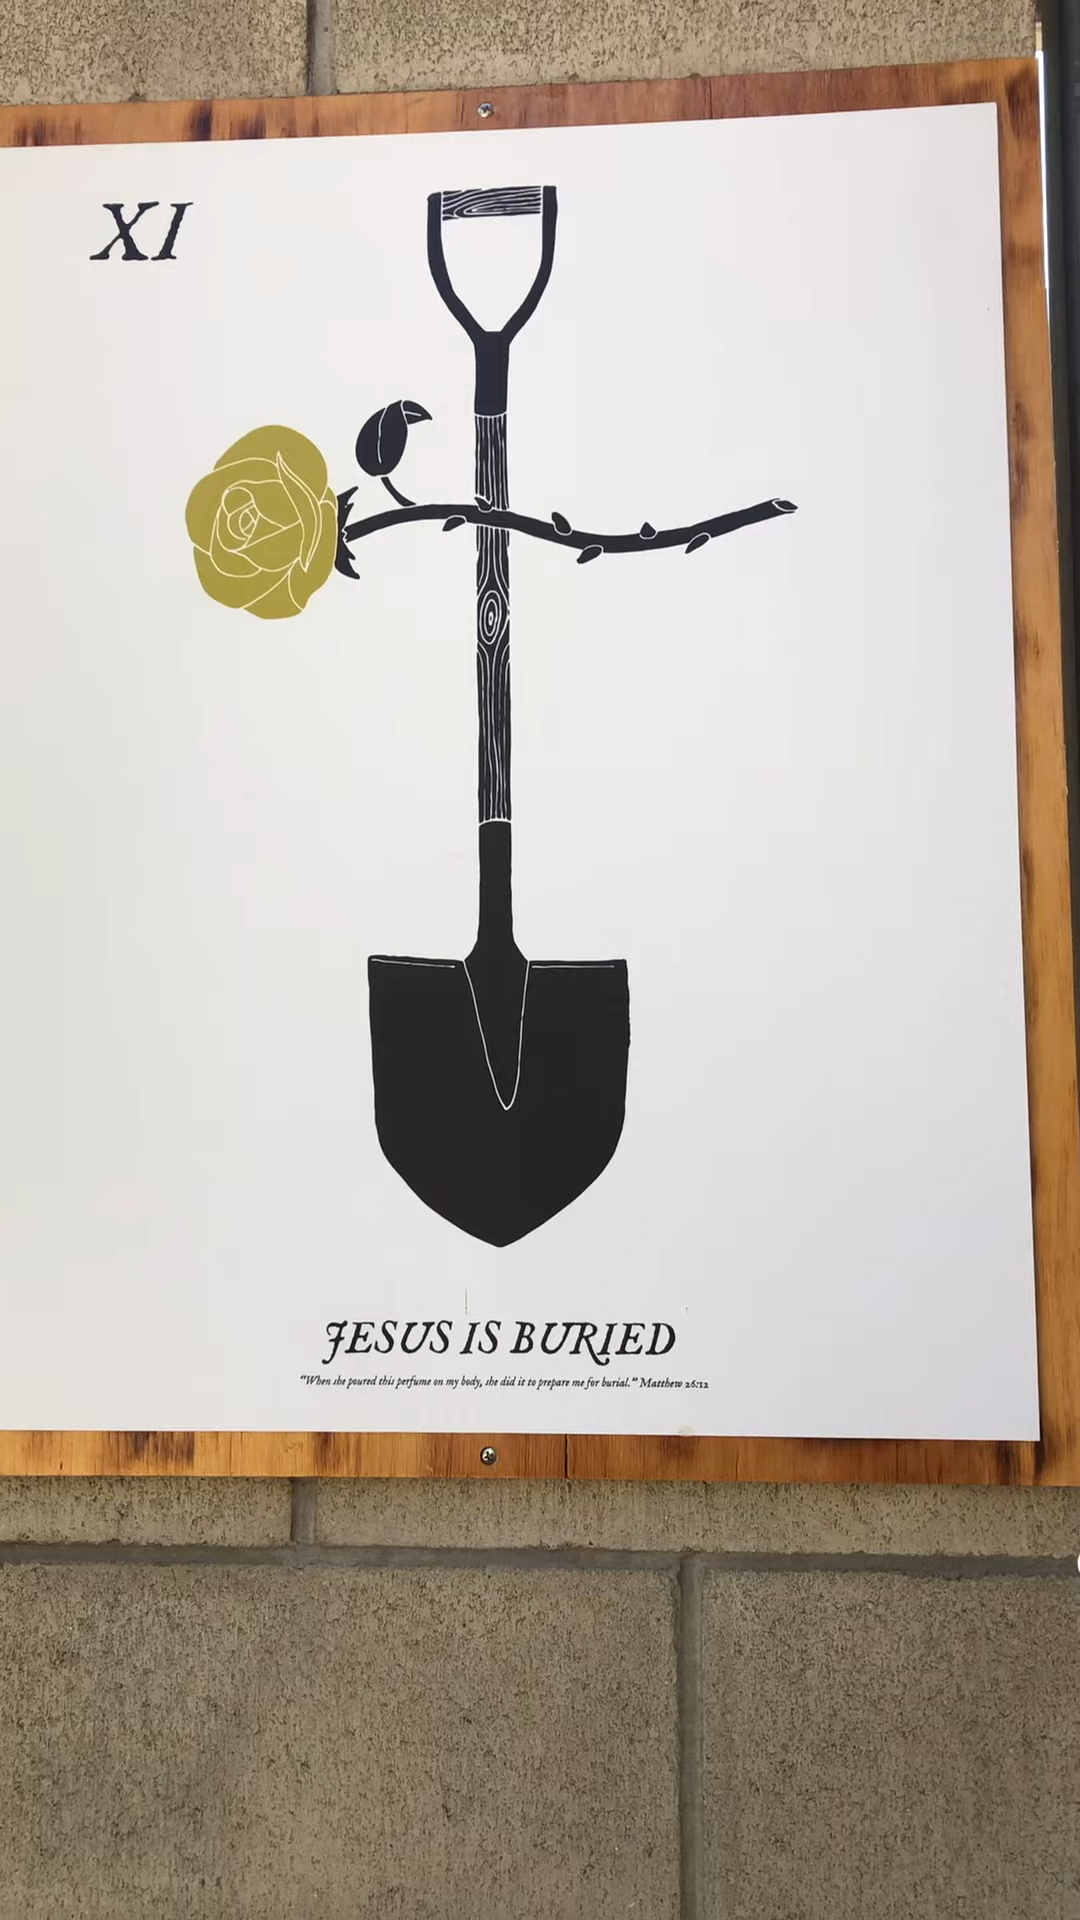 XI
JESUS IS BURIED
“When she poured this perfume on my body, she did it to prepare me for burial.” Matthew 26:12